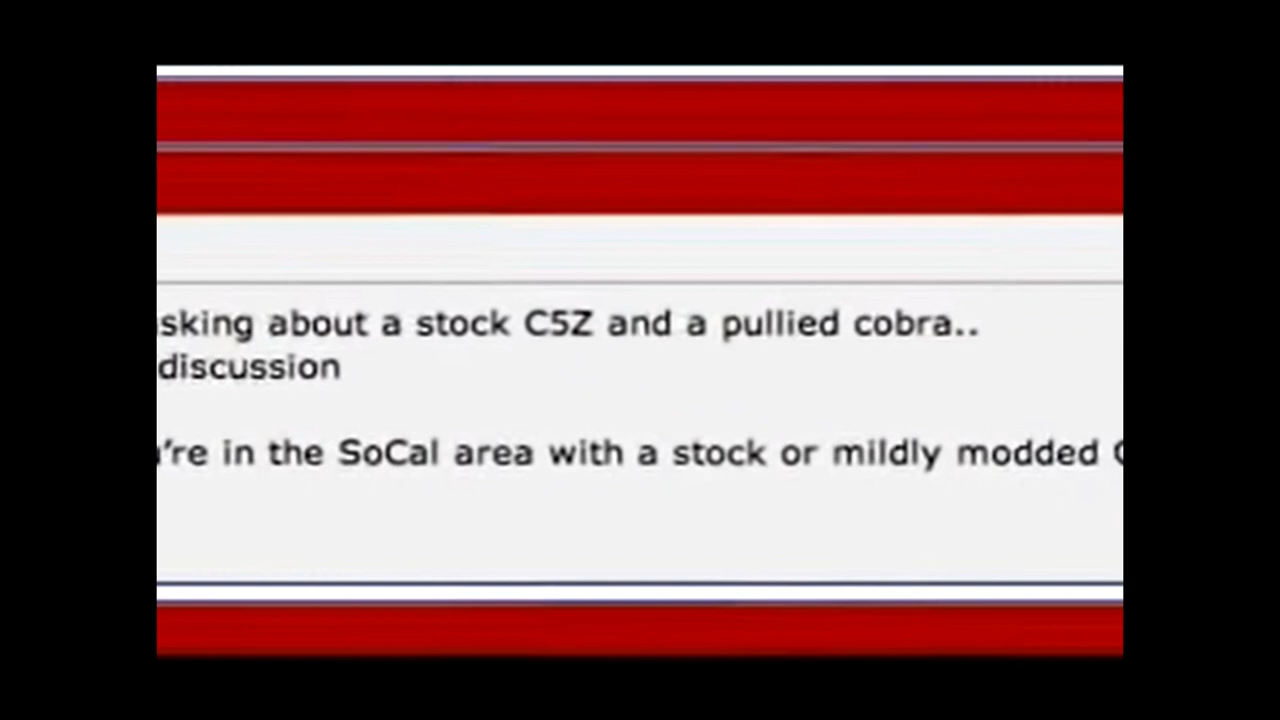 sking about a stock C5Z and a pullied cobra..
discussion
're in the SoCal area with a stock or mildly modded